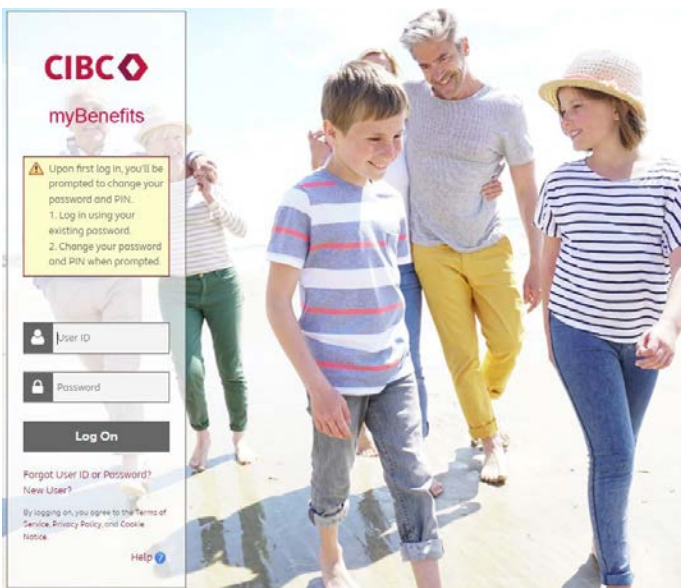 CIBC
myBenefits
Upon first log in, you'll be
prompted to change your
password and PIN.
1. Log in using your
existing password.
2. Change your password
and PIN when prompted.
User ID
Password
Log On
Forgot User ID or Password?
New User?
By logging on, you agree to the Terms of
Service, Privacy Policy, and Cookie
Notice.
Help ?